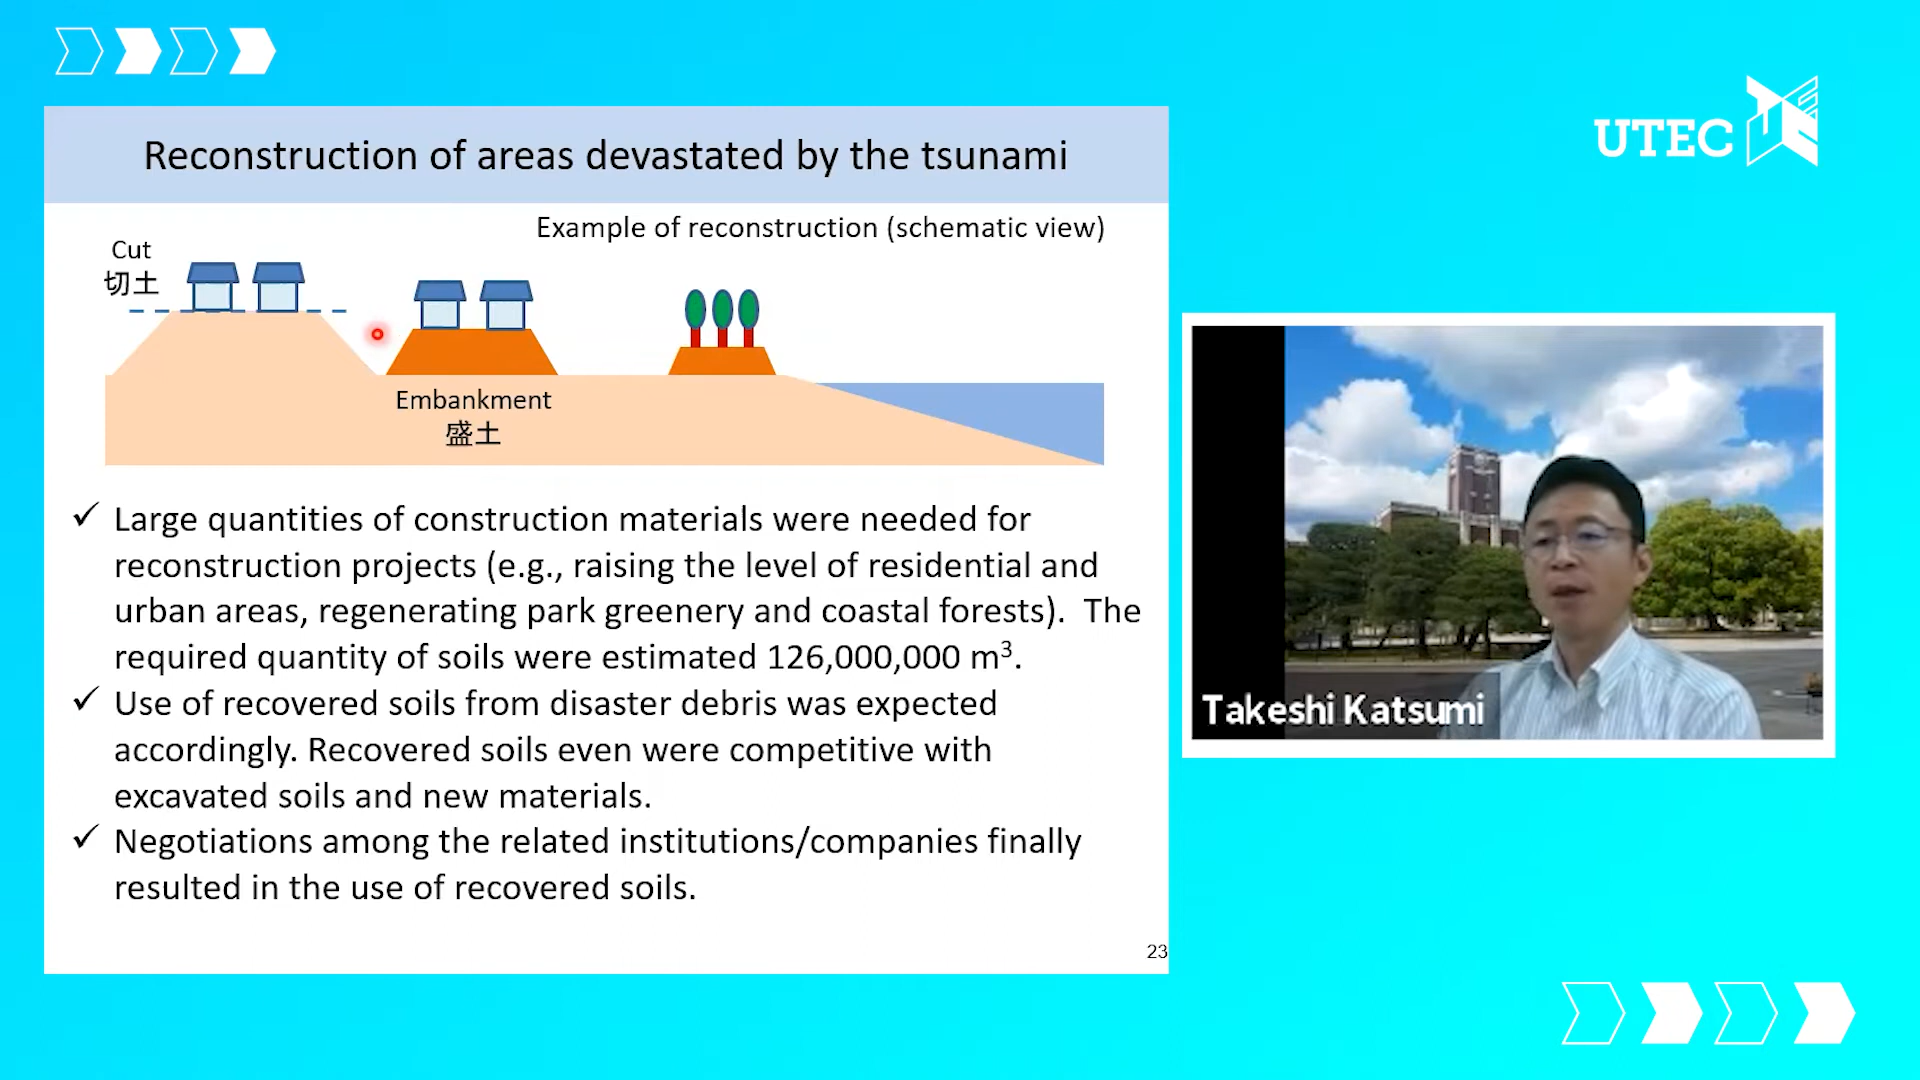 UTEC
Reconstruction of areas devastated by the tsunami
Example of reconstruction (schematic view)
Cut
切土
Embankment
盛土
✓ Large quantities of construction materials were needed for
reconstruction projects (e.g., raising the level of residential and
urban areas, regenerating park greenery and coastal forests).  The
required quantity of soils were estimated 126,000,000 m³.
✓ Use of recovered soils from disaster debris was expected
accordingly. Recovered soils even were competitive with
excavated soils and new materials.
✓ Negotiations among the related institutions/companies finally
resulted in the use of recovered soils.
23
Takeshi Katsumi